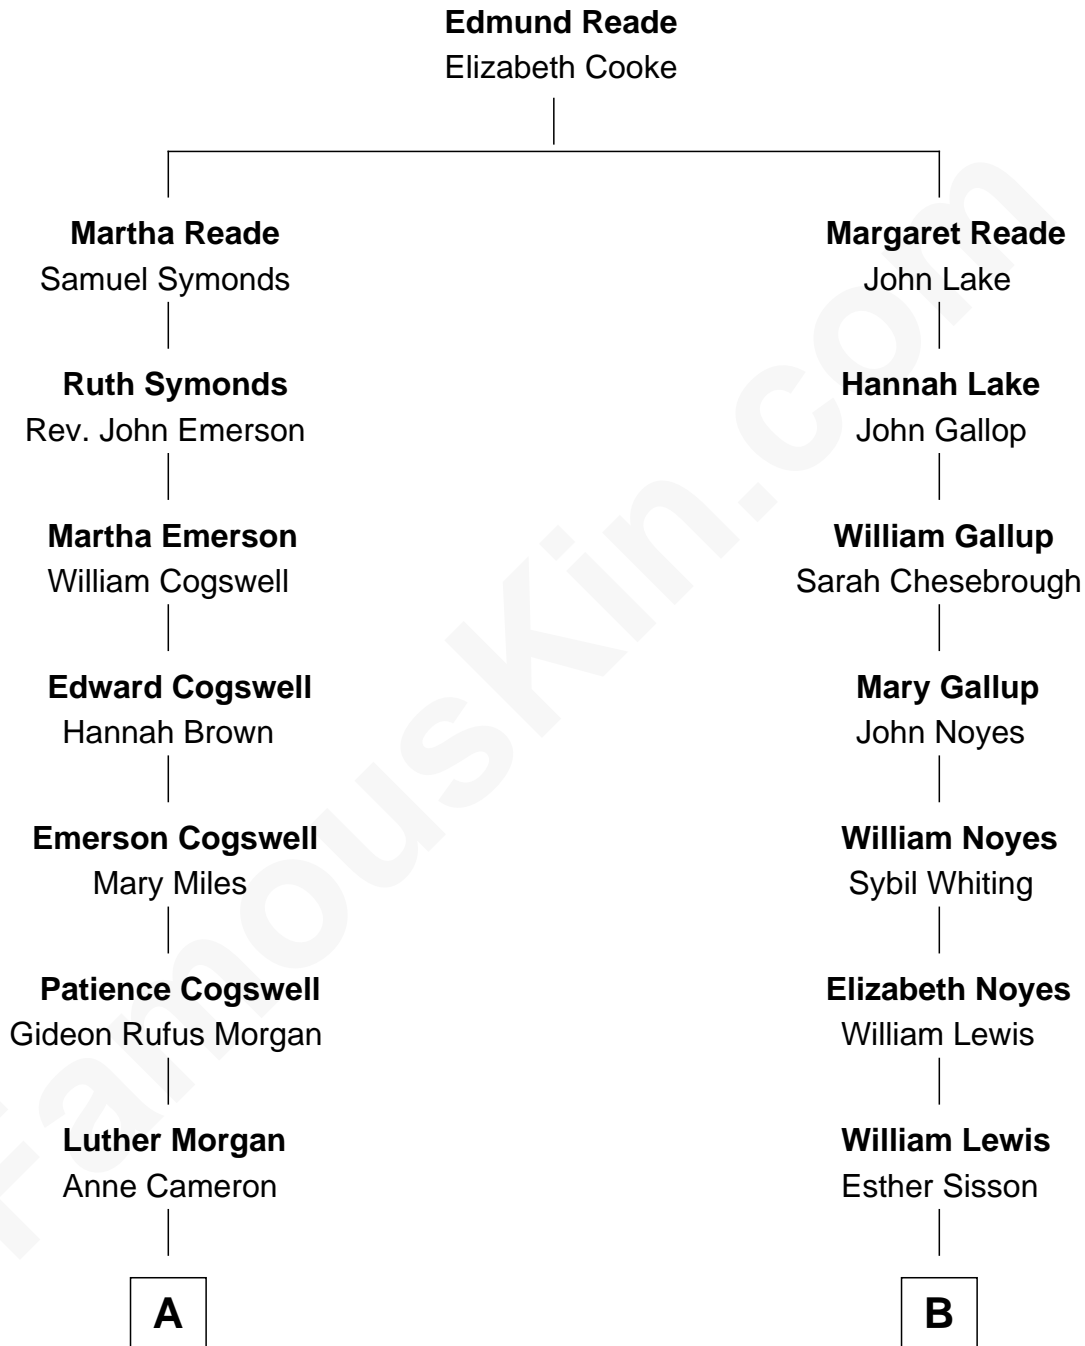 Edmund Reade
Elizabeth Cooke
Martha Reade
Samuel Symonds
Margaret Reade
John Lake
Ruth Symonds
Rev. John Emerson
Hannah Lake
John Gallop
Martha Emerson
William Cogswell
William Gallup
Sarah Chesebrough
Edward Cogswell
Hannah Brown
Mary Gallup
John Noyes
Emerson Cogswell
Mary Miles
William Noyes
Sybil Whiting
Patience Cogswell
Gideon Rufus Morgan
Elizabeth Noyes
William Lewis
Luther Morgan
Anne Cameron
William Lewis
Esther Sisson
A
B
FamousKin.com